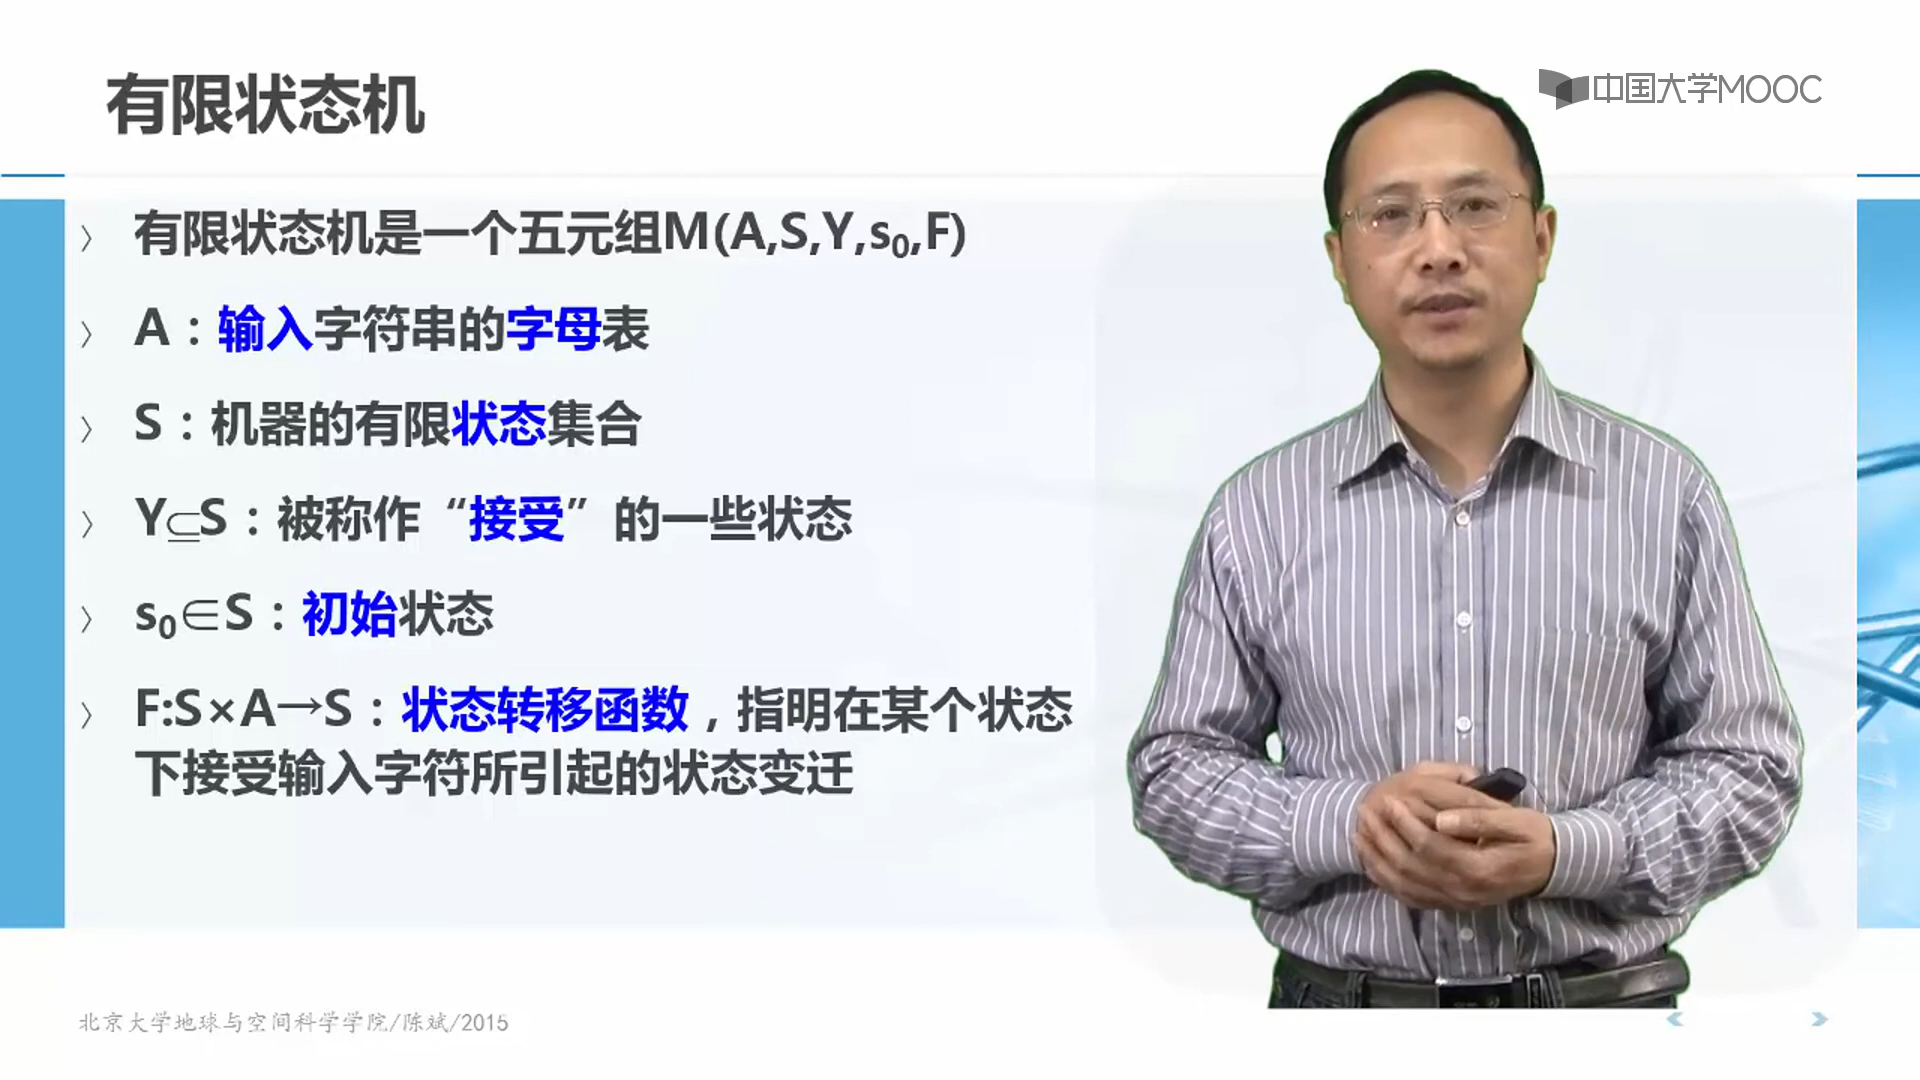 有限状态机
中国大学MOOC
有限状态机是一个五元组M(A,S,Y,s₀,F)
A：输入字符串的字母表
S：机器的有限状态集合
Y⊆S：被称作“接受”的一些状态
s₀∈S：初始状态
F:S×A→S：状态转移函数，指明在某个状态
下接受输入字符所引起的状态变迁
北京大学地球与空间科学学院/陈斌/2015